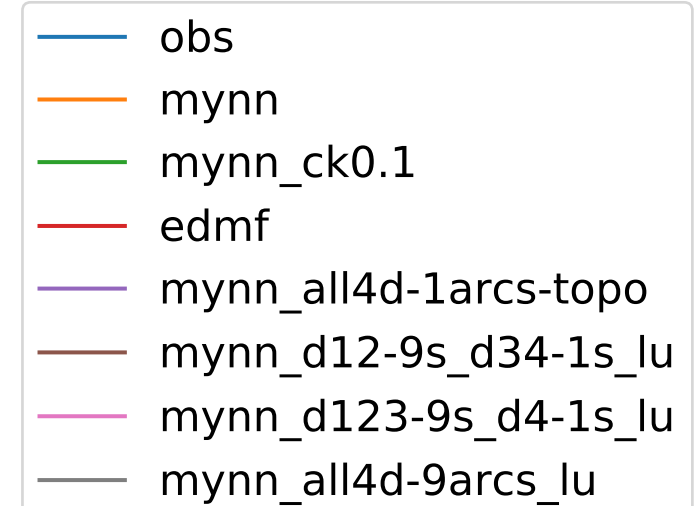 obs
mynn
mynn_ck0.1
edmf
mynn_all4d-1arcs-topo
mynn_d12-9s_d34-1s_lu
mynn_d123-9s_d4-1s_lu
mynn_all4d-9arcs_lu